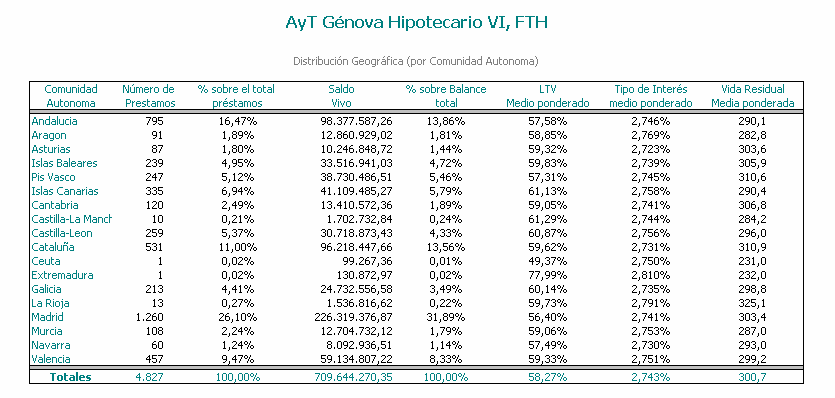 AyT Génova Hipotecario VI, FTH
Distribución Geográfica (por Comunidad Autonoma)
Comunidad Número de % sobre el total Saldo % sobre Balance LTV Tipo de Interés Vida Residual
Autonoma Prestamos préstamos Vivo total Medio ponderado medio ponderado Media ponderada
Andalucia 795 16,47% 98.377.587,26 13,86% 57,58% 2,746% 290,1
Aragon 91 1,89% 12.860.929,02 1,81% 58,85% 2,769% 282,8
Asturias 87 1,80% 10.246.848,72 1,44% 59,32% 2,723% 303,6
Islas Baleares 239 4,95% 33.516.941,03 4,72% 59,83% 2,739% 305,9
Pis Vasco 247 5,12% 38.730.486,51 5,46% 57,31% 2,745% 310,6
Islas Canarias 335 6,94% 41.109.485,27 5,79% 61,13% 2,758% 290,4
Cantabria 120 2,49% 13.410.572,36 1,89% 59,05% 2,741% 306,8
Castilla-La Manch 10 0,21% 1.702.732,84 0,24% 61,29% 2,744% 284,2
Castilla-Leon 259 5,37% 30.718.873,43 4,33% 60,87% 2,756% 296,0
Cataluña 531 11,00% 96.218.447,66 13,56% 59,62% 2,731% 310,9
Ceuta 1 0,02% 99.267,36 0,01% 49,37% 2,750% 231,0
Extremadura 1 0,02% 130.872,97 0,02% 77,99% 2,810% 232,0
Galicia 213 4,41% 24.732,556,58 3,49% 60,14% 2,735% 298,8
La Rioja 13 0,27% 1.536.816,62 0,22% 59,73% 2,791% 325,1
Madrid 1.260 26,10% 226.319.376,87 31,89% 56,40% 2,741% 303,4
Murcia 108 2,24% 12.704.732,12 1,79% 59,06% 2,753% 287,0
Navarra 60 1,24% 8.092.936,51 1,14% 57,49% 2,730% 293,0
Valencia 457 9,47% 59.134.807,22 8,33% 59,33% 2,751% 299,2
Totales 4.827 100,00% 709.644.270,35 100,00% 58,27% 2,743% 300,7